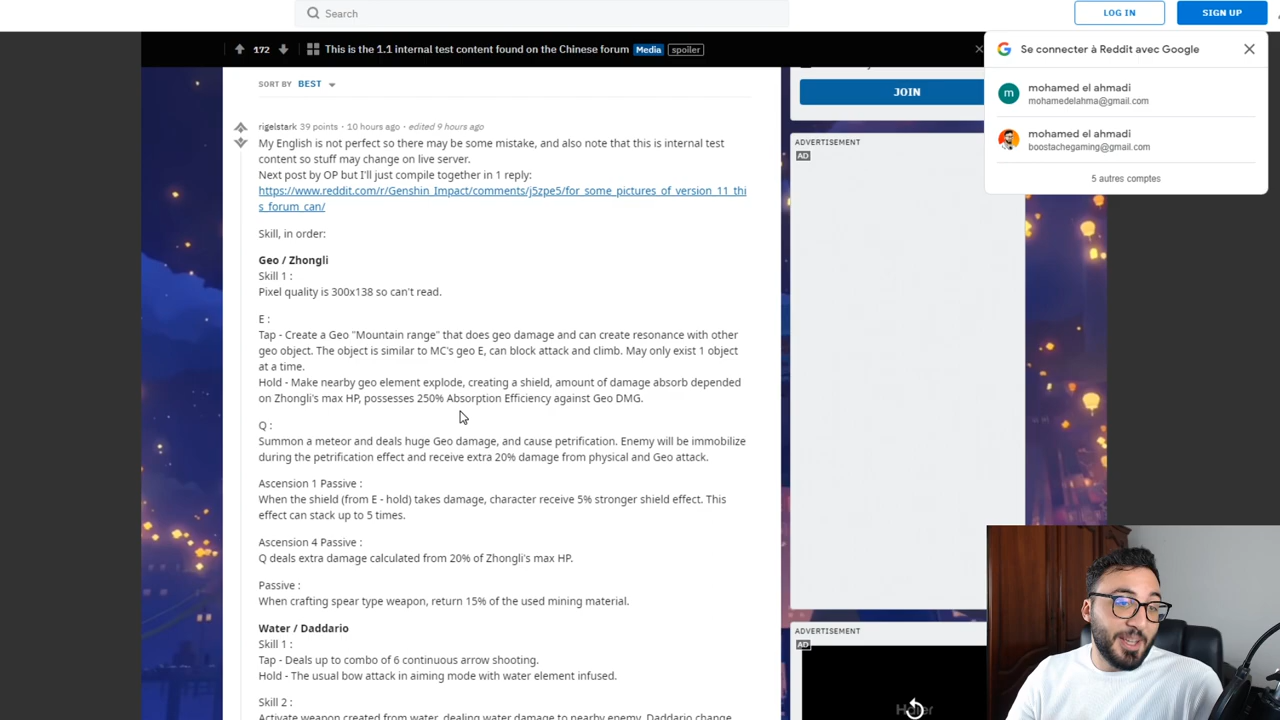 Search
LOG IN
SIGN UP
172
This is the 1.1 internal test content found on the Chinese forum Media spoiler
Se connecter à Reddit avec Google
mohamed el ahmadi
mohamedelahma@gmail.com
mohamed el ahmadi
boostachegaming@gmail.com
5 autres comptes
JOIN
ADVERTISEMENT
AD
SORT BY BEST
rigelstark 39 points · 10 hours ago · edited 9 hours ago
My English is not perfect so there may be some mistake, and also note that this is internal test
content so stuff may change on live server.
Next post by OP but I'll just compile together in 1 reply:
https://www.reddit.com/r/Genshin_Impact/comments/j5zpe5/for_some_pictures_of_version_11_thi
s_forum_can/
Skill, in order:
Geo / Zhongli
Skill 1 :
Pixel quality is 300x138 so can't read.
E :
Tap - Create a Geo "Mountain range" that does geo damage and can create resonance with other
geo object. The object is similar to MC's geo E, can block attack and climb. May only exist 1 object
at a time.
Hold - Make nearby geo element explode, creating a shield, amount of damage absorb depended
on Zhongli's max HP, possesses 250% Absorption Efficiency against Geo DMG.
Q :
Summon a meteor and deals huge Geo damage, and cause petrification. Enemy will be immobilize
during the petrification effect and receive extra 20% damage from physical and Geo attack.
Ascension 1 Passive :
When the shield (from E - hold) takes damage, character receive 5% stronger shield effect. This
effect can stack up to 5 times.
Ascension 4 Passive :
Q deals extra damage calculated from 20% of Zhongli's max HP.
Passive :
When crafting spear type weapon, return 15% of the used mining material.
Water / Daddario
Skill 1 :
Tap - Deals up to combo of 6 continuous arrow shooting.
Hold - The usual bow attack in aiming mode with water element infused.
Skill 2 :
Activate weapon created from water, dealing water damage to nearby enemy. Daddario change
ADVERTISEMENT
AD